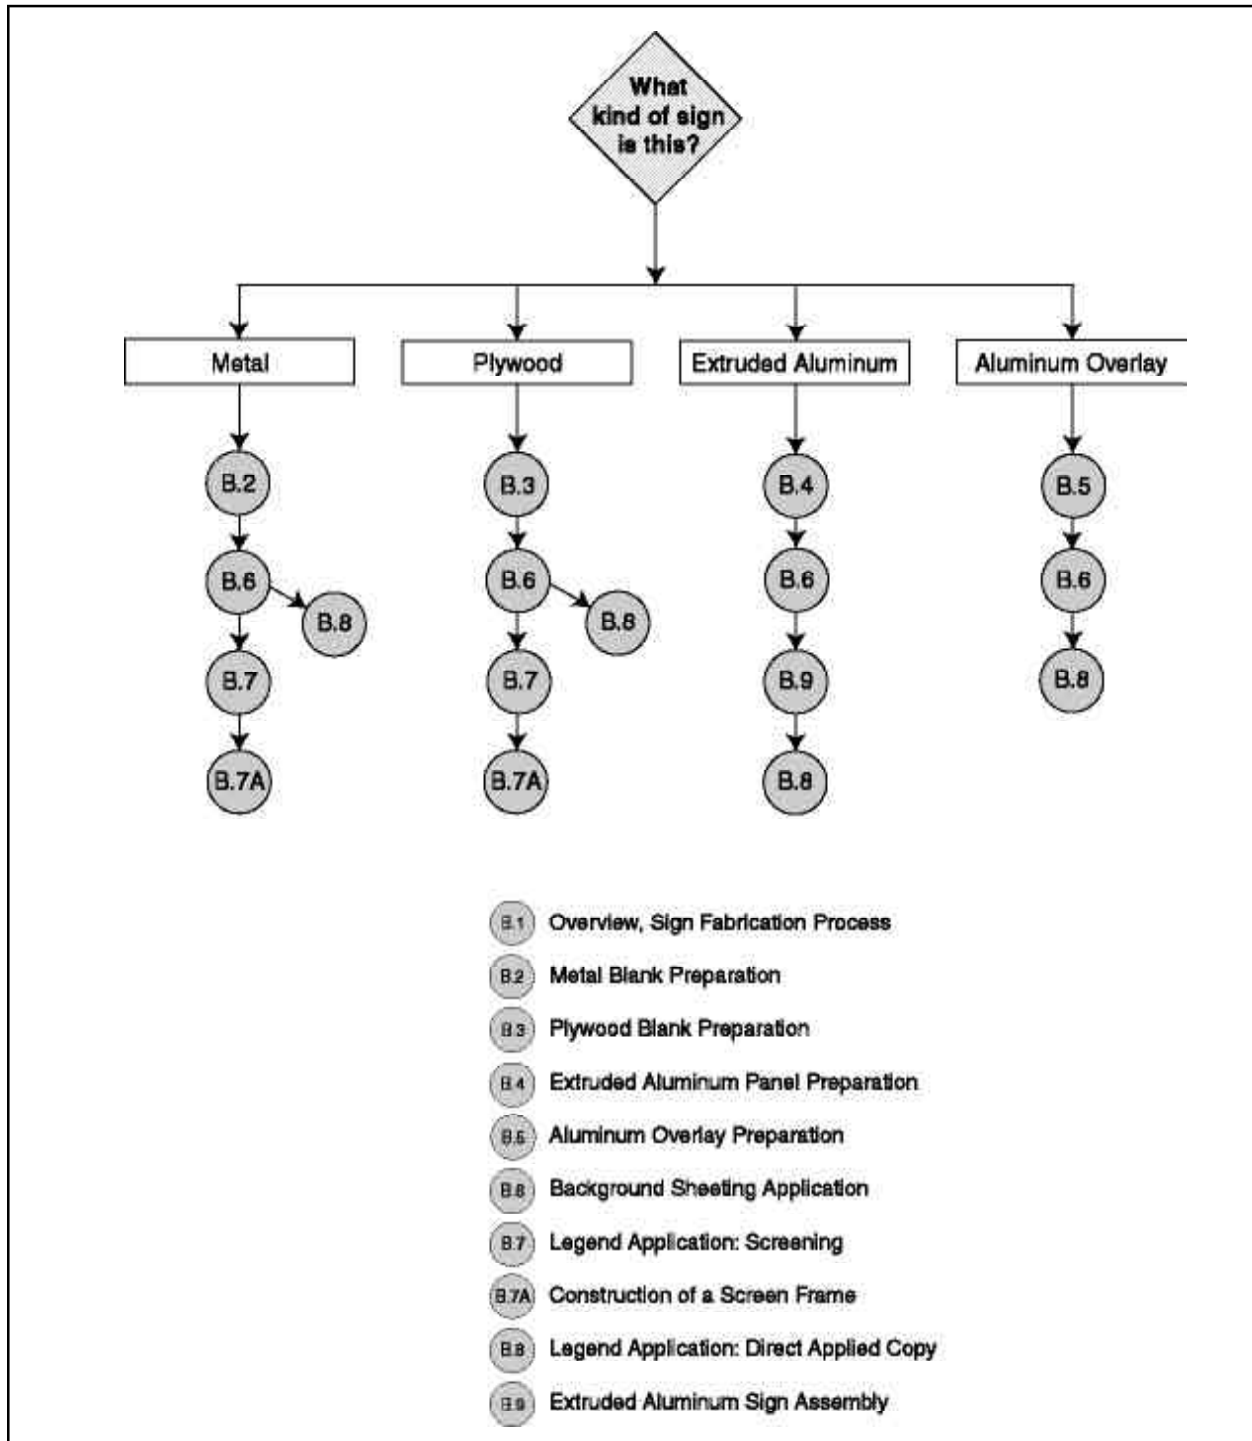 What
kind of sign
is this?
Metal
Plywood
Extruded Aluminum
Aluminum Overlay
B.2
B.3
B.4
B.5
B.6
B.6
B.6
B.6
B.8
B.8
B.7
B.7
B.9
B.8
B.7A
B.7A
B.8
B.1 Overview, Sign Fabrication Process
B.2 Metal Blank Preparation
B.3 Plywood Blank Preparation
B.4 Extruded Aluminum Panel Preparation
B.5 Aluminum Overlay Preparation
B.6 Background Sheeting Application
B.7 Legend Application: Screening
B.7A Construction of a Screen Frame
B.8 Legend Application: Direct Applied Copy
B.9 Extruded Aluminum Sign Assembly